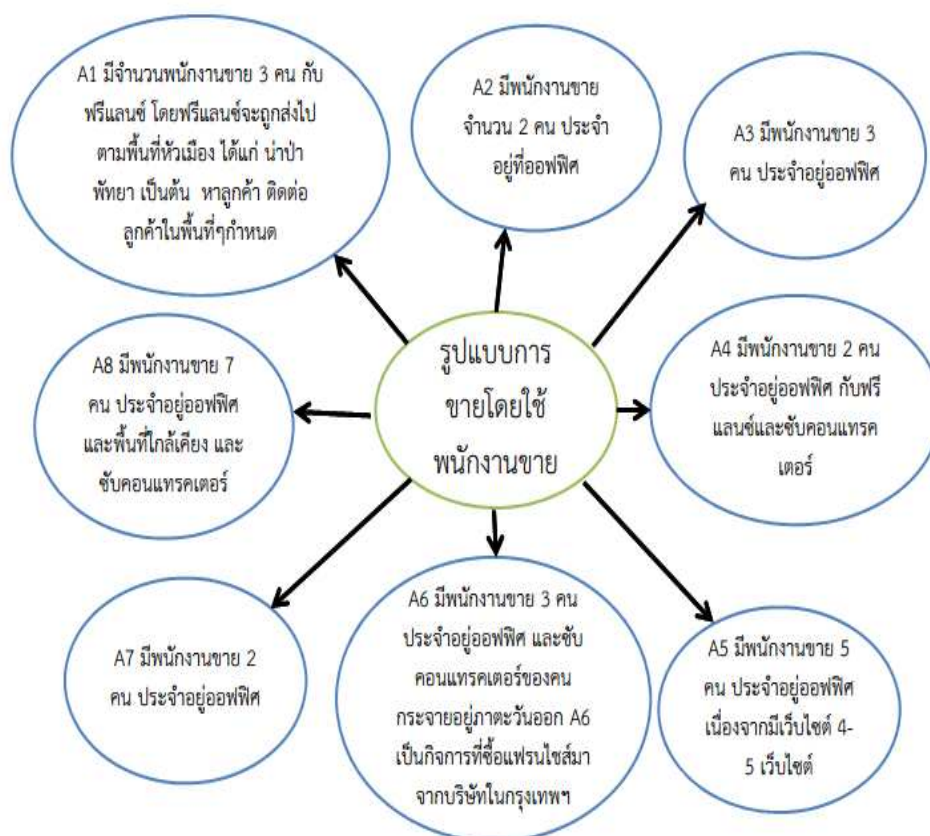 A1 มีจำนวนพนักงานขาย 3 คน กับ
ฟรีแลนซ์ โดยฟรีแลนซ์จะถูกส่งไป
ตามพื้นที่หัวเมือง ได้แก่ น่าป่า
พัทยา เป็นต้น หาลูกค้า ติดต่อ
ลูกค้าในพื้นที่ๆกำหนด
A2 มีพนักงานขาย
จำนวน 2 คน ประจำ
อยู่ที่ออฟฟิศ
A3 มีพนักงานขาย 3
คน ประจำอยู่ออฟฟิศ
รูปแบบการ
ขายโดยใช้
พนักงานขาย
A4 มีพนักงานขาย 2 คน
ประจำอยู่ออฟฟิศ กับฟรี
แลนซ์และซับคอนแทรค
เตอร์
A5 มีพนักงานขาย 5
คน ประจำอยู่ออฟฟิศ
เนื่องจากมีเว็บไซต์ 4-
5 เว็บไซต์
A6 มีพนักงานขาย 3 คน
ประจำอยู่ออฟฟิศ และซับ
คอนแทรคเตอร์ของคน
กระจายอยู่ภาตะวันออก A6
เป็นกิจการที่ซื้อแฟรนไชส์มา
จากบริษัทในกรุงเทพฯ
A7 มีพนักงานขาย 2
คน ประจำอยู่ออฟฟิศ
A8 มีพนักงานขาย 7
คน ประจำอยู่ออฟฟิศ
และพื้นที่ใกล้เคียง และ
ซับคอนแทรคเตอร์